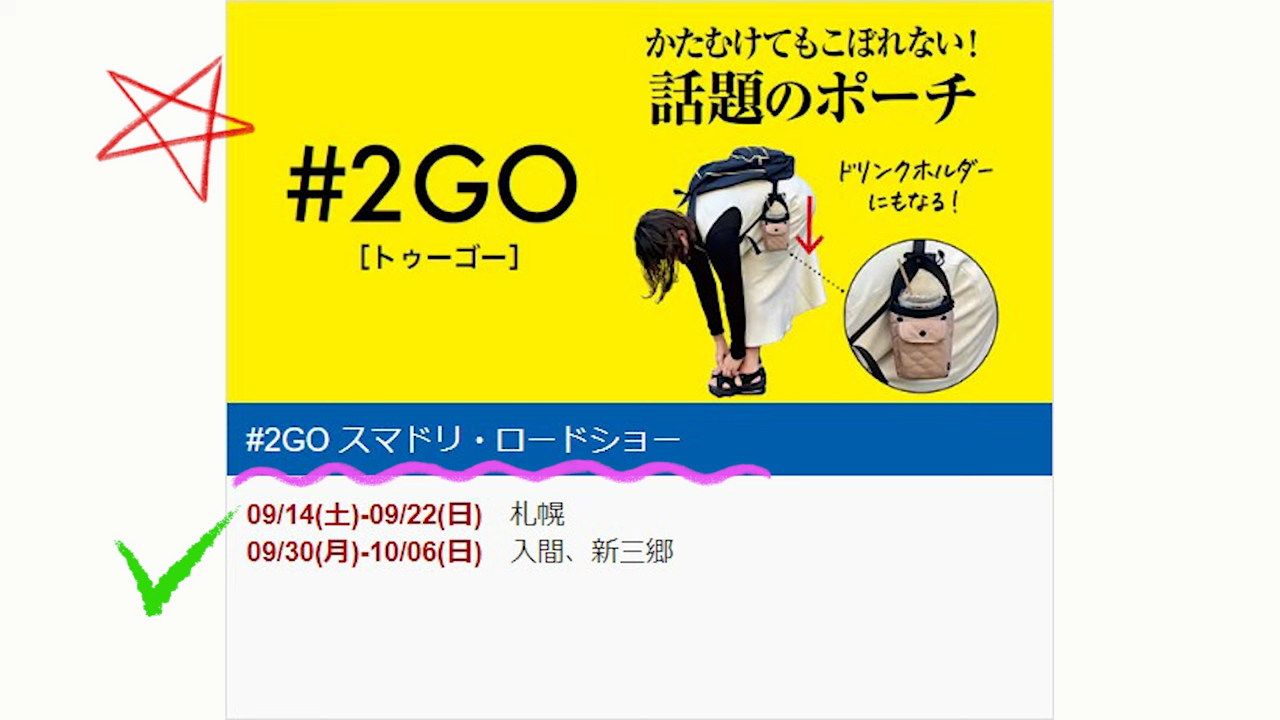 かたむけてもこぼれない!
話題のポーチ
#2GO
[トゥーゴー]
ドリンクホルダー
にもなる!
#2GO スマドリ・ロードショー
09/14(土)-09/22(日) 札幌
09/30(月)-10/06(日) 入間、新三郷